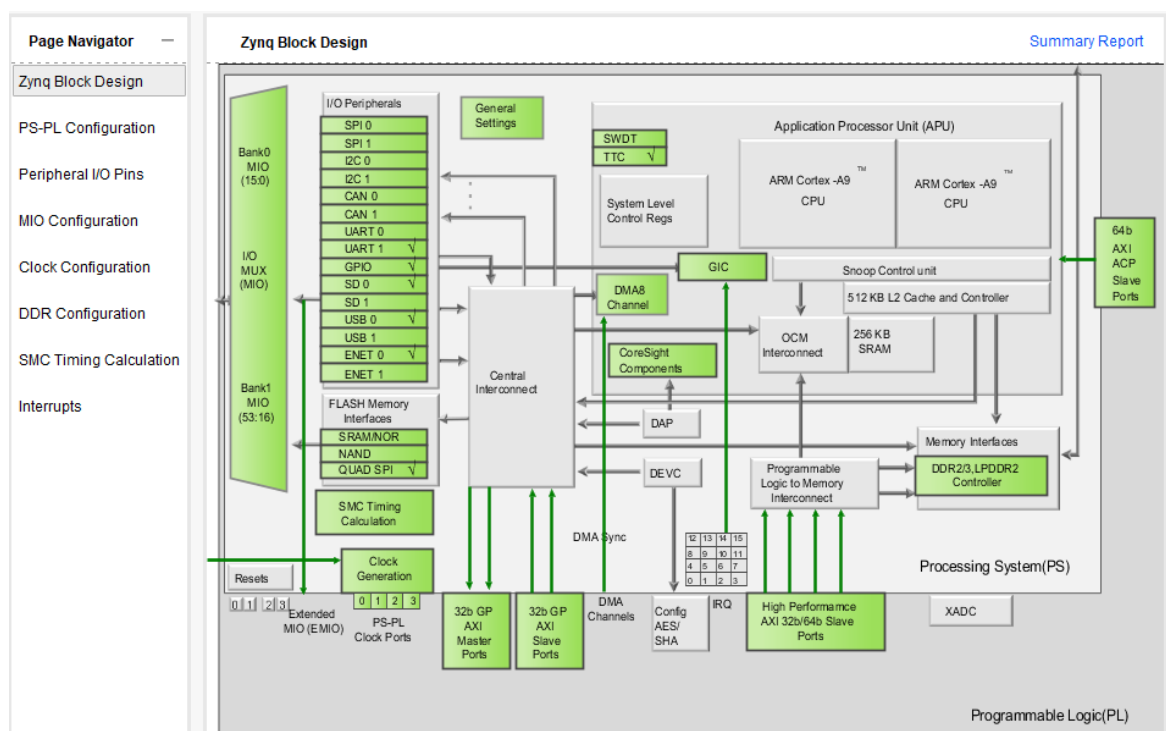 Page Navigator
Zynq Block Design
PS-PL Configuration
Peripheral I/O Pins
MIO Configuration
Clock Configuration
DDR Configuration
SMC Timing Calculation
Interrupts
Zynq Block Design
Summary Report
Bank0
MIO
(15:0)
I/O
MUX
(MIO)
Bank1
MIO
(53:16)
I/O Peripherals
SPI 0
SPI 1
I2C 0
I2C 1
CAN 0
CAN 1
UART 0
UART 1 √
GPIO √
SD 0 √
SD 1
USB 0 √
USB 1
ENET 0 √
ENET 1
FLASH Memory
Interfaces
SRAM/NOR
NAND
QUAD SPI √
SMC Timing
Calculation
General
Settings
Central
Interconnect
Application Processor Unit (APU)
SWDT
TTC √
System Level
Control Regs
ARM Cortex -A9 ™
CPU
ARM Cortex -A9 ™
CPU
GIC
Snoop Control unit
512 KB L2 Cache and Controller
DMA8
Channel
OCM
Interconnect
256 KB
SRAM
CoreSight
Components
64b
AXI
ACP
Slave
Ports
DAP
DEVC
Programmable
Logic to Memory
Interconnect
Memory Interfaces
DDR2/3,LPDDR2
Controller
DMA Sync
12 13 14 15
8 9 10 11
4 5 6 7
0 1 2 3
Processing System(PS)
Resets
0 1 2 3
Clock
Generation
0 1 2 3
Extended
MIO (EMIO)
PS-PL
Clock Ports
32b GP
AXI
Master
Ports
32b GP
AXI
Slave
Ports
DMA
Channels
Config
AES/
SHA
IRQ
High Performamce
AXI 32b/64b Slave
Ports
XADC
Programmable Logic(PL)